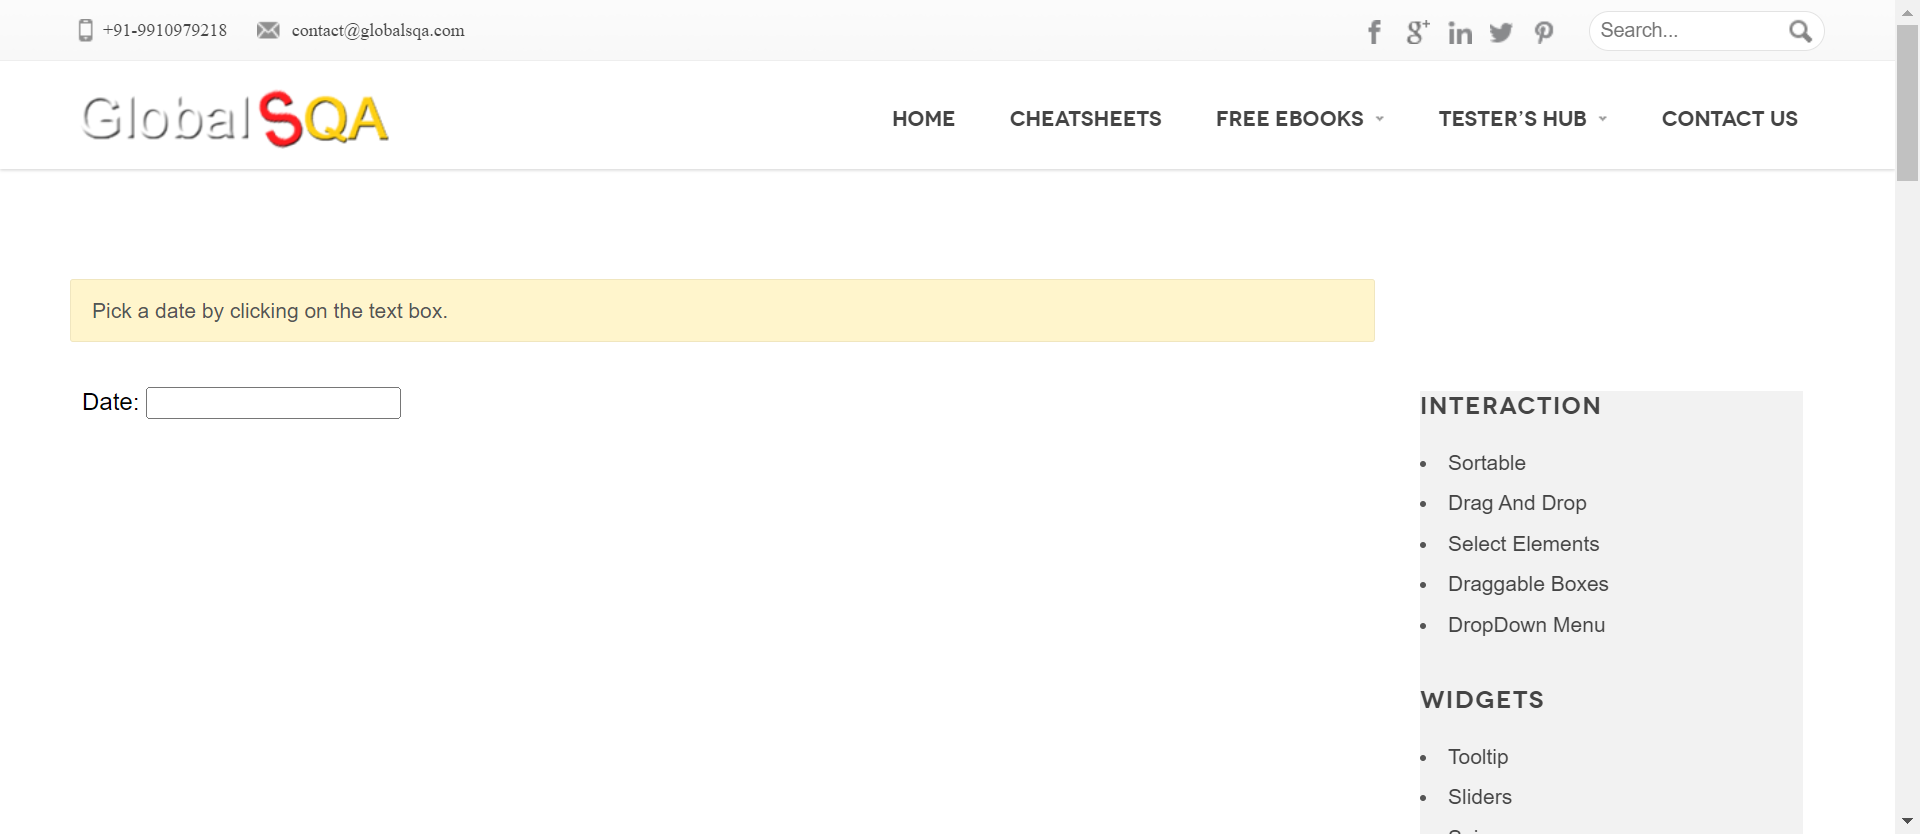 +91-9910979218 contact@globalsqa.com Search...
GlobalSQA HOME CHEATSHEETS FREE EBOOKS TESTER’S HUB CONTACT US
Pick a date by clicking on the text box.
Date:
INTERACTION
Sortable
Drag And Drop
Select Elements
Draggable Boxes
DropDown Menu
WIDGETS
Tooltip
Sliders